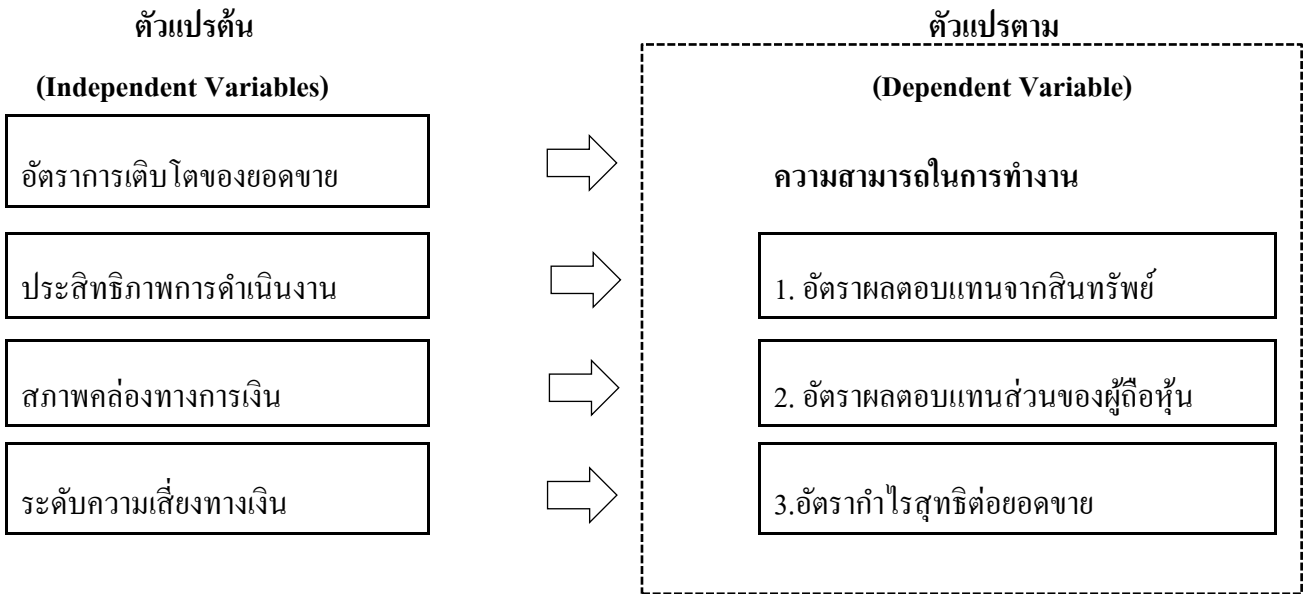 ตัวแปรต้น
(Independent Variables)
อัตราการเติบโตของยอดขาย
ประสิทธิภาพการดำเนินงาน
สภาพคล่องทางการเงิน
ระดับความเสี่ยงทางเงิน
ตัวแปรตาม
(Dependent Variable)
ความสามารถในการทำงาน
1. อัตราผลตอบแทนจากสินทรัพย์
2. อัตราผลตอบแทนส่วนของผู้ถือหุ้น
3.อัตรากำไรสุทธิต่อยอดขาย